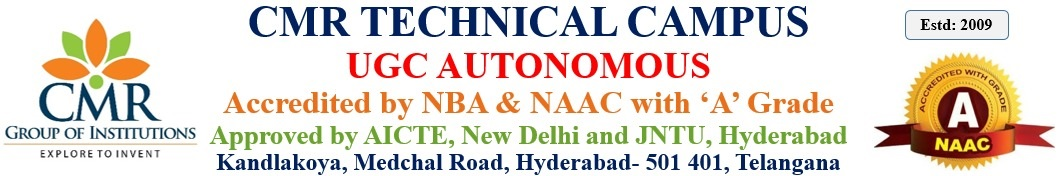 CMR
GROUP OF INSTITUTIONS
EXPLORE TO INVENT
CMR TECHNICAL CAMPUS
UGC AUTONOMOUS
Accredited by NBA & NAAC with ‘A’ Grade
Approved by AICTE, New Delhi and JNTU, Hyderabad
Kandlakoya, Medchal Road, Hyderabad- 501 401, Telangana
Estd: 2009
ACCREDITED WITH GRADE
A
NAAC